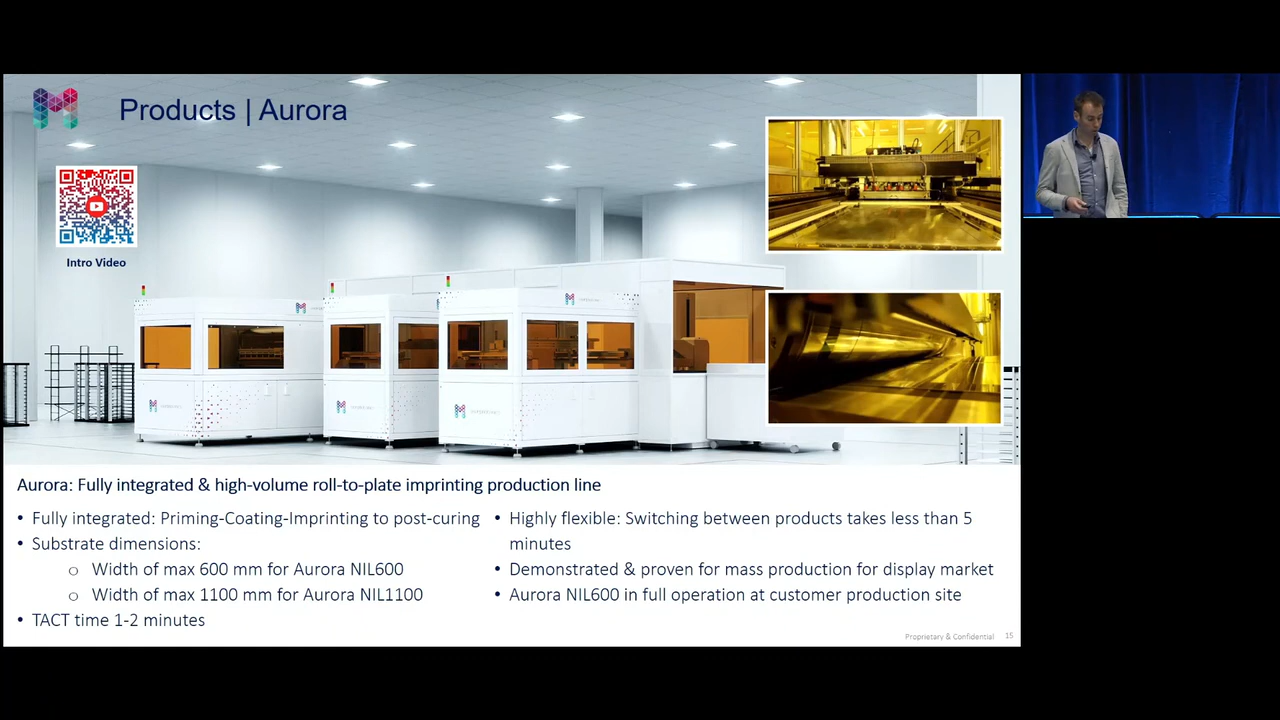 Products | Aurora
Intro Video
Aurora: Fully integrated & high-volume roll-to-plate imprinting production line
• Fully integrated: Priming-Coating-Imprinting to post-curing
• Substrate dimensions:
o Width of max 600 mm for Aurora NIL600
o Width of max 1100 mm for Aurora NIL1100
• TACT time 1-2 minutes
• Highly flexible: Switching between products takes less than 5
minutes
• Demonstrated & proven for mass production for display market
• Aurora NIL600 in full operation at customer production site
Proprietary & Confidential 15